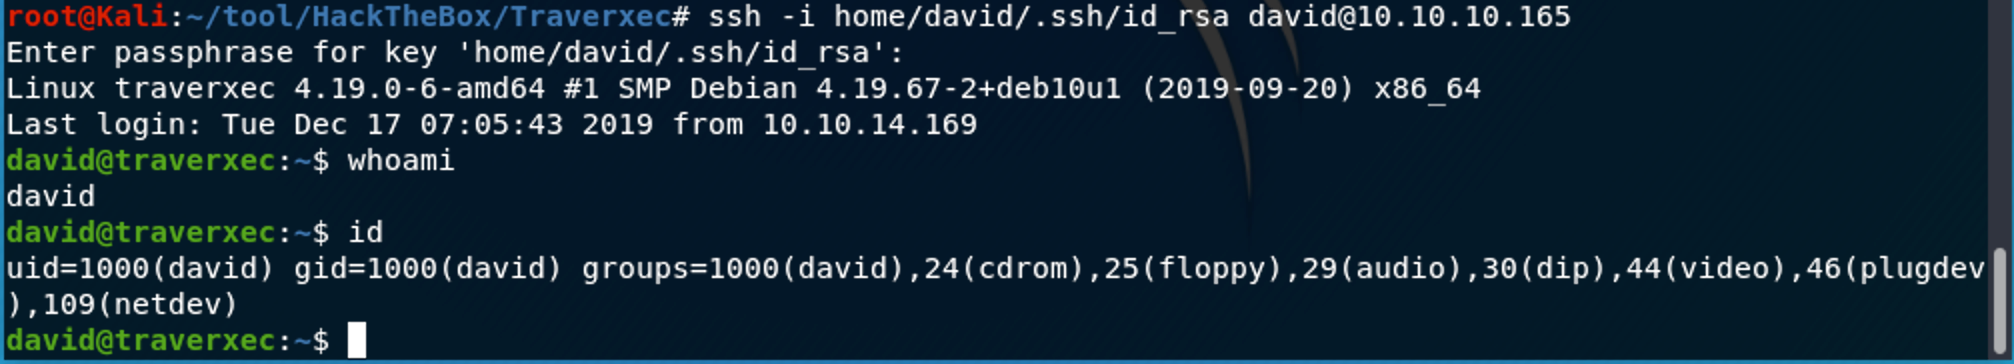 root@Kali:~/tool/HackTheBox/Traverxec# ssh -i home/david/.ssh/id_rsa david@10.10.10.165
Enter passphrase for key 'home/david/.ssh/id_rsa':
Linux traverxec 4.19.0-6-amd64 #1 SMP Debian 4.19.67-2+deb10u1 (2019-09-20) x86_64
Last login: Tue Dec 17 07:05:43 2019 from 10.10.14.169
david@traverxec:~$ whoami
david
david@traverxec:~$ id
uid=1000(david) gid=1000(david) groups=1000(david),24(cdrom),25(floppy),29(audio),30(dip),44(video),46(plugdev
),109(netdev)
david@traverxec:~$